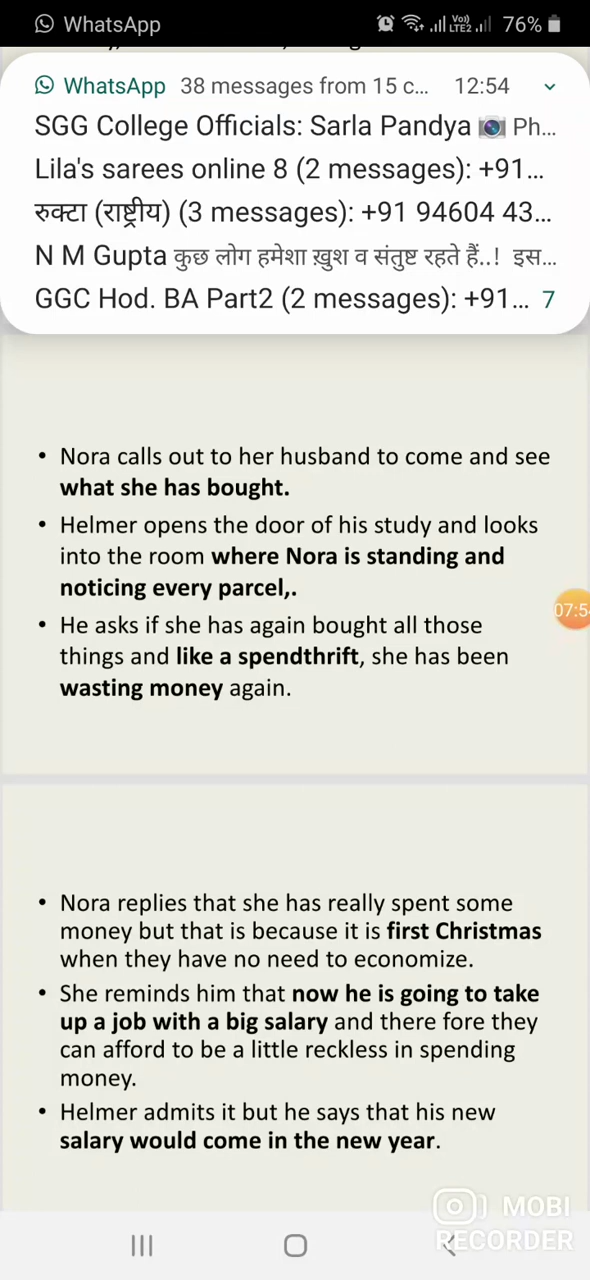 WhatsApp Vo) LTE2 76%
WhatsApp 38 messages from 15 c... 12:54
SGG College Officials: Sarla Pandya 📷 Ph...
Lila's sarees online 8 (2 messages): +91...
रुक्टा (राष्ट्रीय) (3 messages): +91 94604 43...
N M Gupta कुछ लोग हमेशा ख़ुश व संतुष्ट रहते हैं..! इस...
GGC Hod. BA Part2 (2 messages): +91... 7
• Nora calls out to her husband to come and see
what she has bought.
• Helmer opens the door of his study and looks
into the room where Nora is standing and
noticing every parcel,.
07:5
• He asks if she has again bought all those
things and like a spendthrift, she has been
wasting money again.
• Nora replies that she has really spent some
money but that is because it is first Christmas
when they have no need to economize.
• She reminds him that now he is going to take
up a job with a big salary and there fore they
can afford to be a little reckless in spending
money.
• Helmer admits it but he says that his new
salary would come in the new year.
MOBI
RECORDER